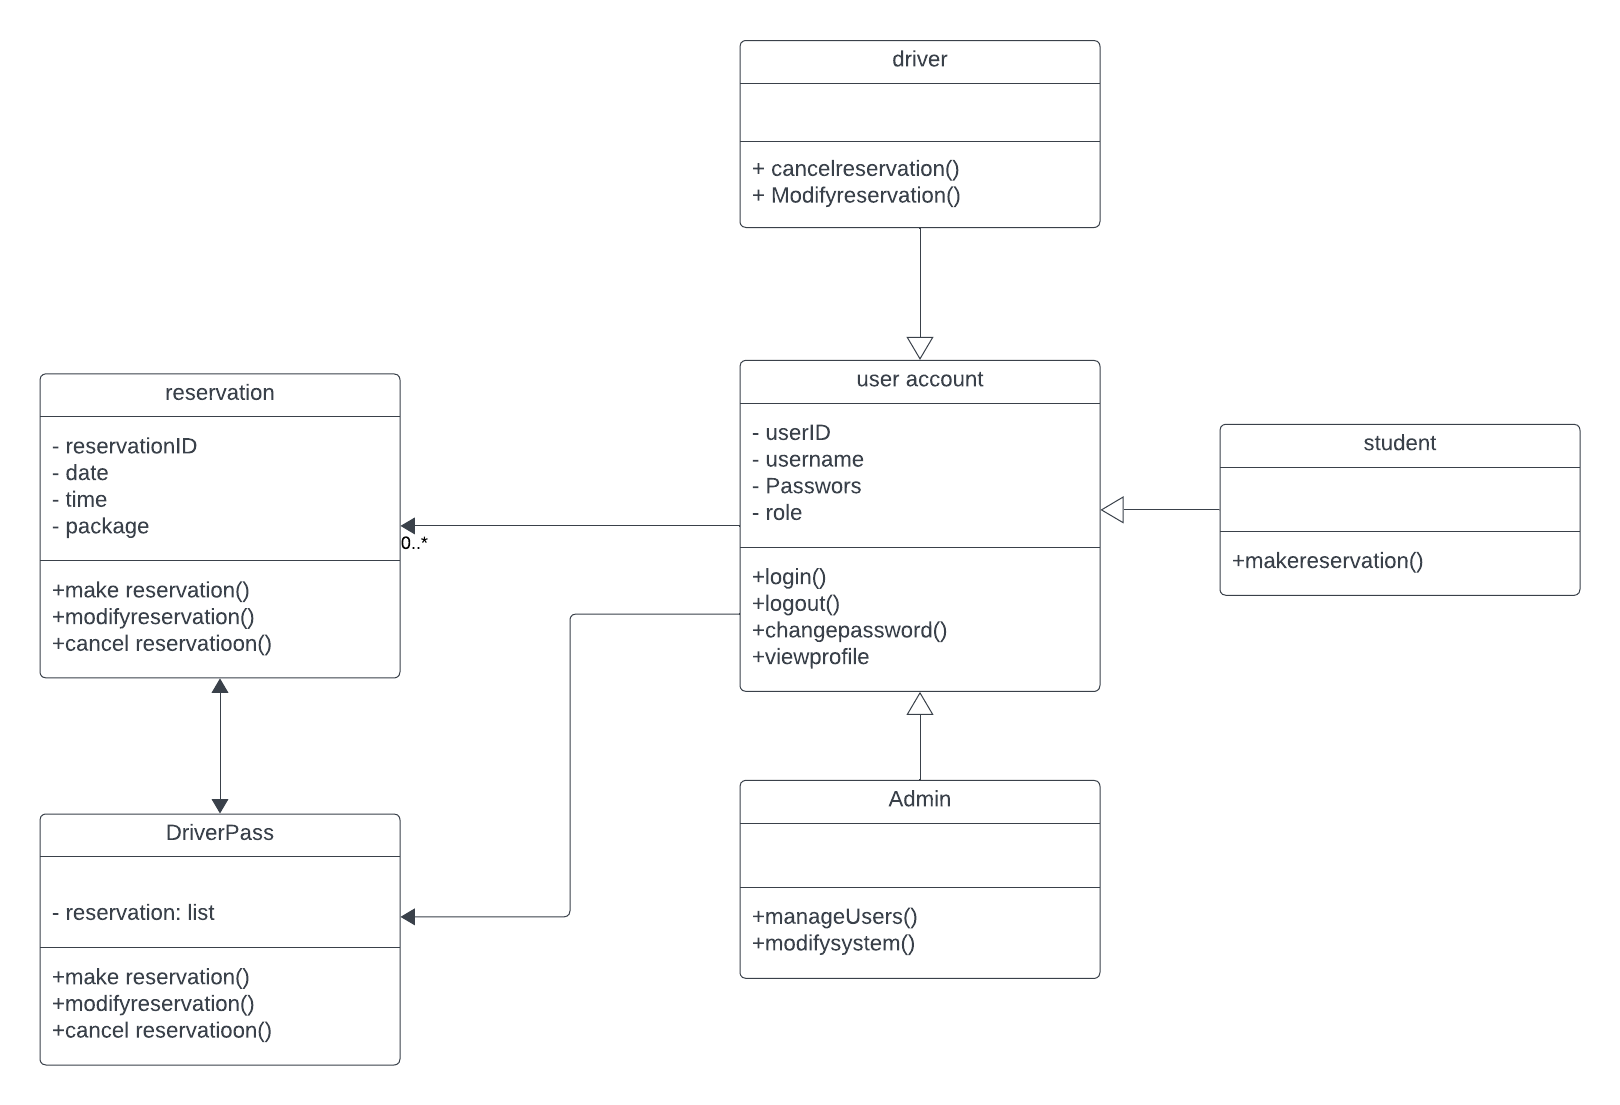 driver
+ cancelreservation()
+ Modifyreservation()
user account
- userID
- username
- Passwors
- role
+login()
+logout()
+changepassword()
+viewprofile
reservation
- reservationID
- date
- time
- package
+make reservation()
+modifyreservation()
+cancel reservatioon()
0..*
student
+makereservation()
DriverPass
- reservation: list
+make reservation()
+modifyreservation()
+cancel reservatioon()
Admin
+manageUsers()
+modifysystem()